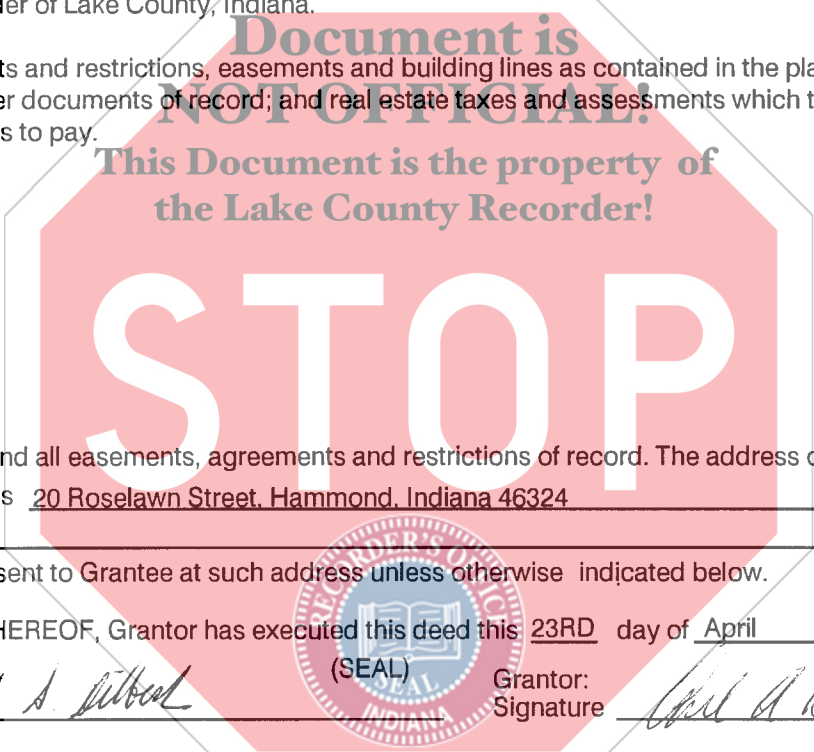 er of Lake County, Indiana.
Document is
ts and restrictions, easements and building lines as contained in the pla
er documents of record; and real estate taxes and assessments which t
NOT OFFICIAL!
s to pay.
This Document is the property of
the Lake County Recorder!
STOP
nd all easements, agreements and restrictions of record. The address o
s 20 Roselawn Street, Hammond, Indiana 46324
sent to Grantee at such address unless otherwise indicated below.
HEREOF, Grantor has executed this deed this 23RD day of April
(SEAL)
Grantor:
Signature
RECORDER'S OFFICE
SEAL
INDIANA